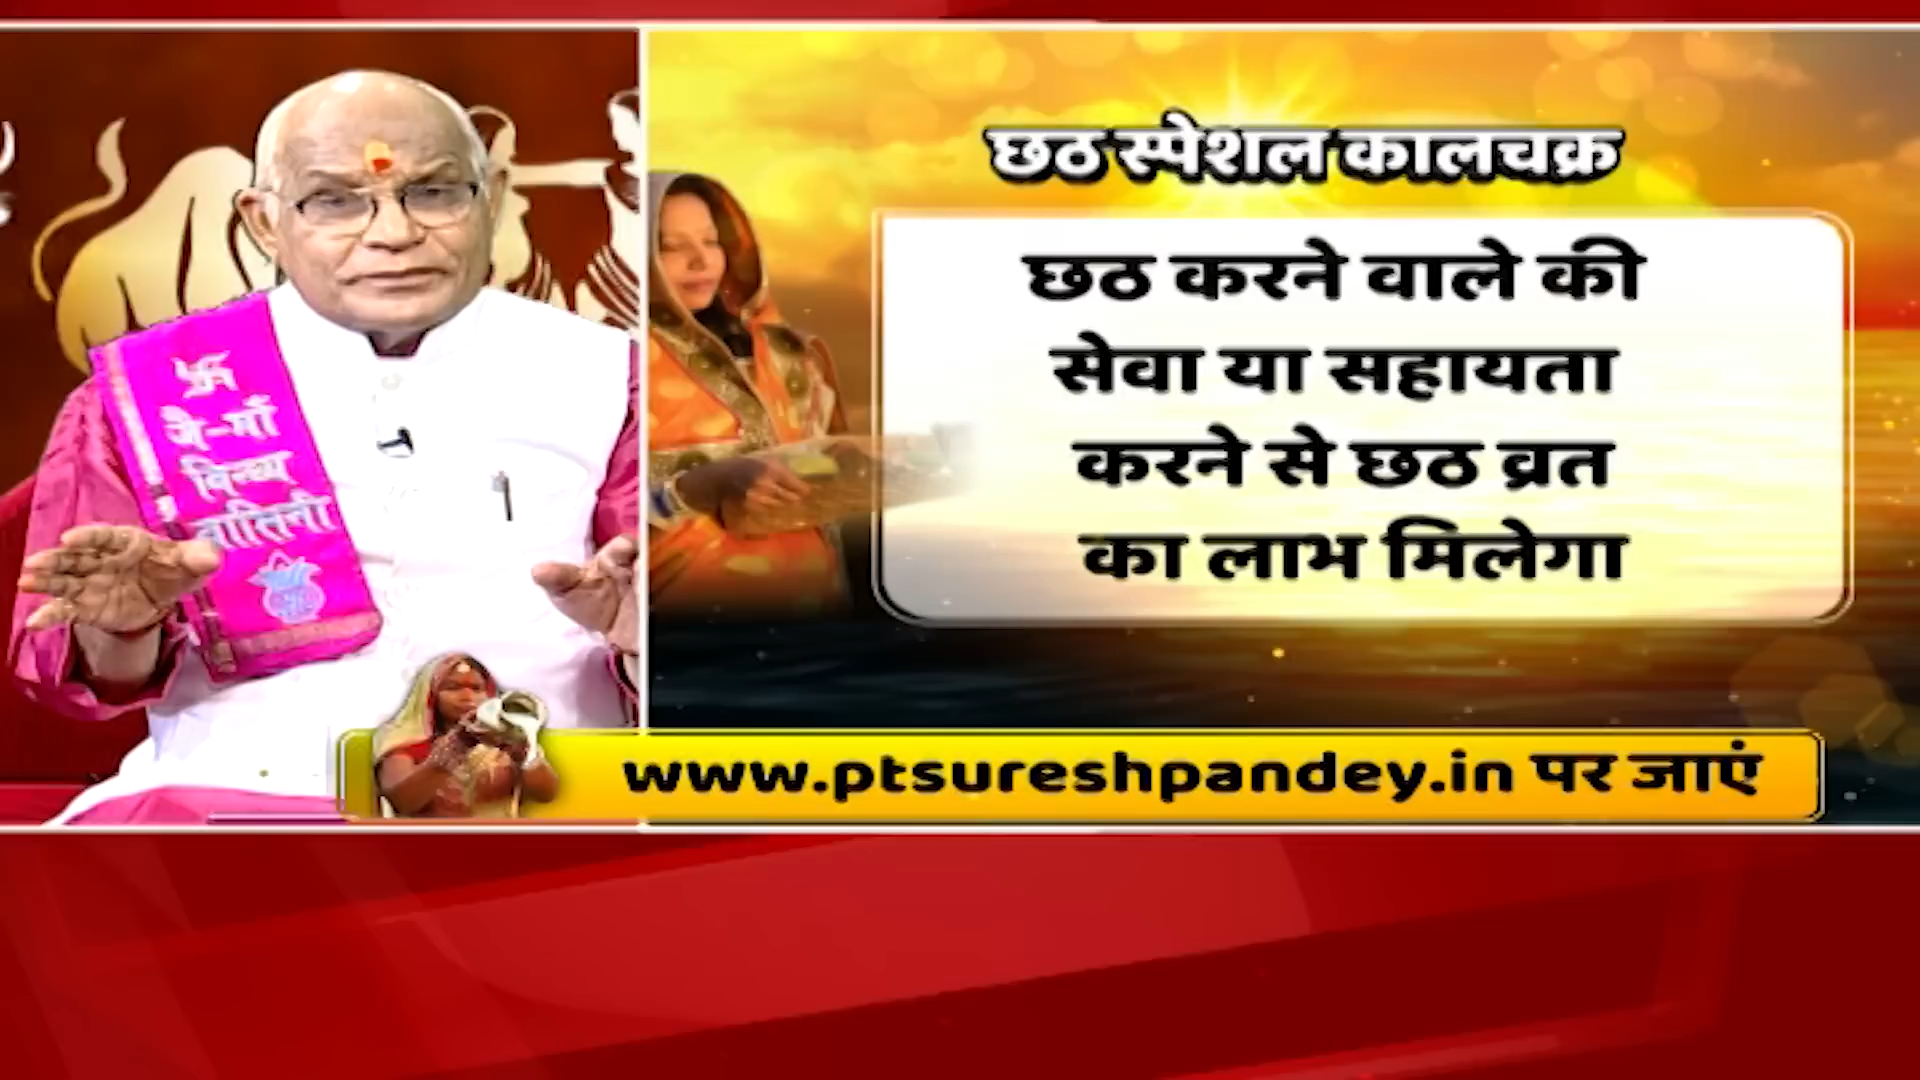 छठ स्पेशल कालचक्र
छठ करने वाले की
सेवा या सहायता
करने से छठ व्रत
का लाभ मिलेगा
जै-माँ
विन्ध्य
वासिनी
www.ptsureshpandey.in पर जाएं